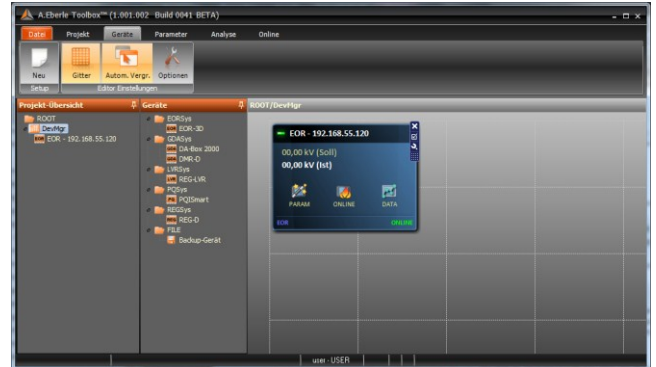 A.Eberle Toolbox™ (1.001.002 Build 0041 BETA)
Datei Projekt Geräte Parameter Analyse Online
Neu Gitter Autom. Vergr. Optionen
Setup Editor Einstellungen
Projekt-Übersicht
ROOT
DevMgr
EOR - 192.168.55.120
Geräte
EORSys
EOR-3D
GDASys
DA-Box 2000
DMR-D
LVRSys
REG-LVR
PQSys
PQISmart
REGSys
REG-D
FILE
Backup-Gerät
ROOT/DevMgr
EOR - 192.168.55.120
00,00 kV (Soll)
00,00 kV (Ist)
PARAM ONLINE DATA
EOR ONLINE
user - USER